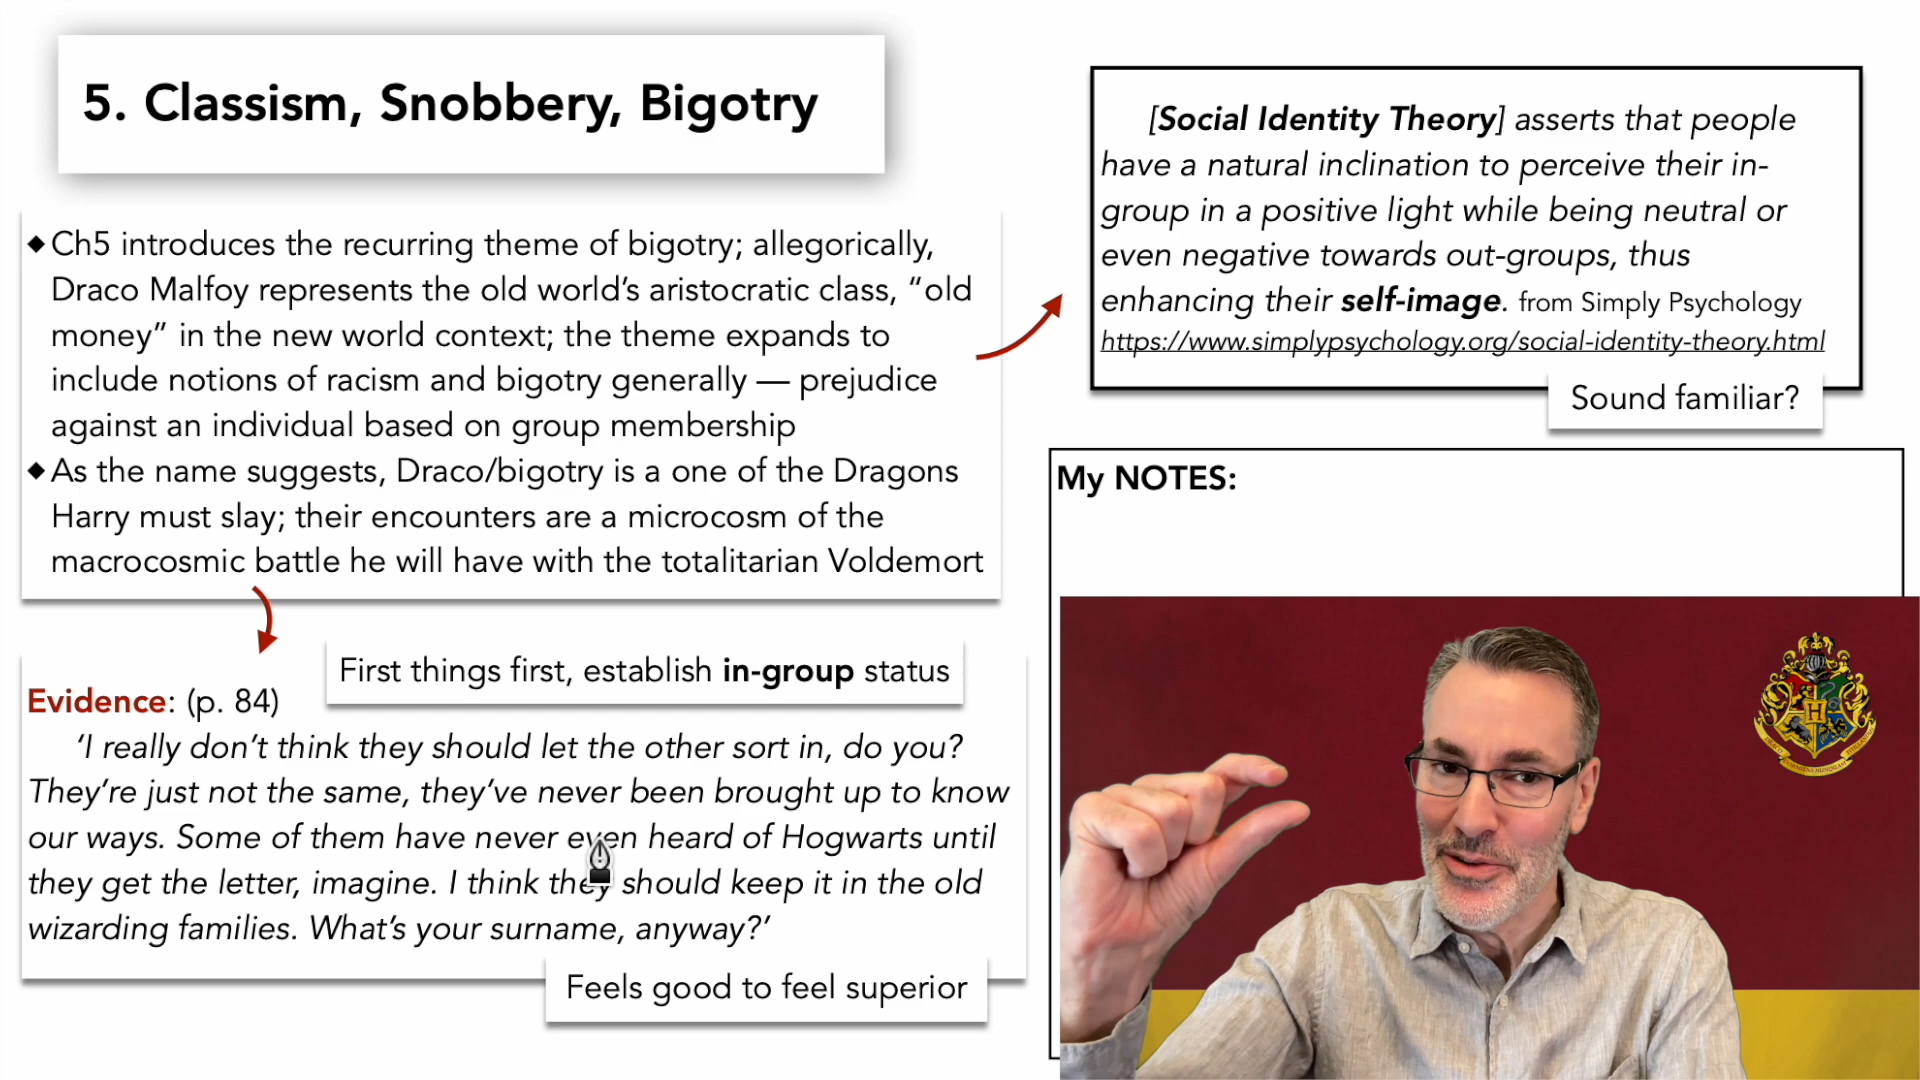 5. Classism, Snobbery, Bigotry
◆Ch5 introduces the recurring theme of bigotry; allegorically,
Draco Malfoy represents the old world’s aristocratic class, “old
money” in the new world context; the theme expands to
include notions of racism and bigotry generally — prejudice
against an individual based on group membership
◆As the name suggests, Draco/bigotry is a one of the Dragons
Harry must slay; their encounters are a microcosm of the
macrocosmic battle he will have with the totalitarian Voldemort
First things first, establish in-group status
Evidence: (p. 84)
‘I really don’t think they should let the other sort in, do you?
They’re just not the same, they’ve never been brought up to know
our ways. Some of them have never even heard of Hogwarts until
they get the letter, imagine. I think they should keep it in the old
wizarding families. What’s your surname, anyway?’
Feels good to feel superior
[Social Identity Theory] asserts that people
have a natural inclination to perceive their in-
group in a positive light while being neutral or
even negative towards out-groups, thus
enhancing their self-image. from Simply Psychology
https://www.simplypsychology.org/social-identity-theory.html
Sound familiar?
My NOTES:
H